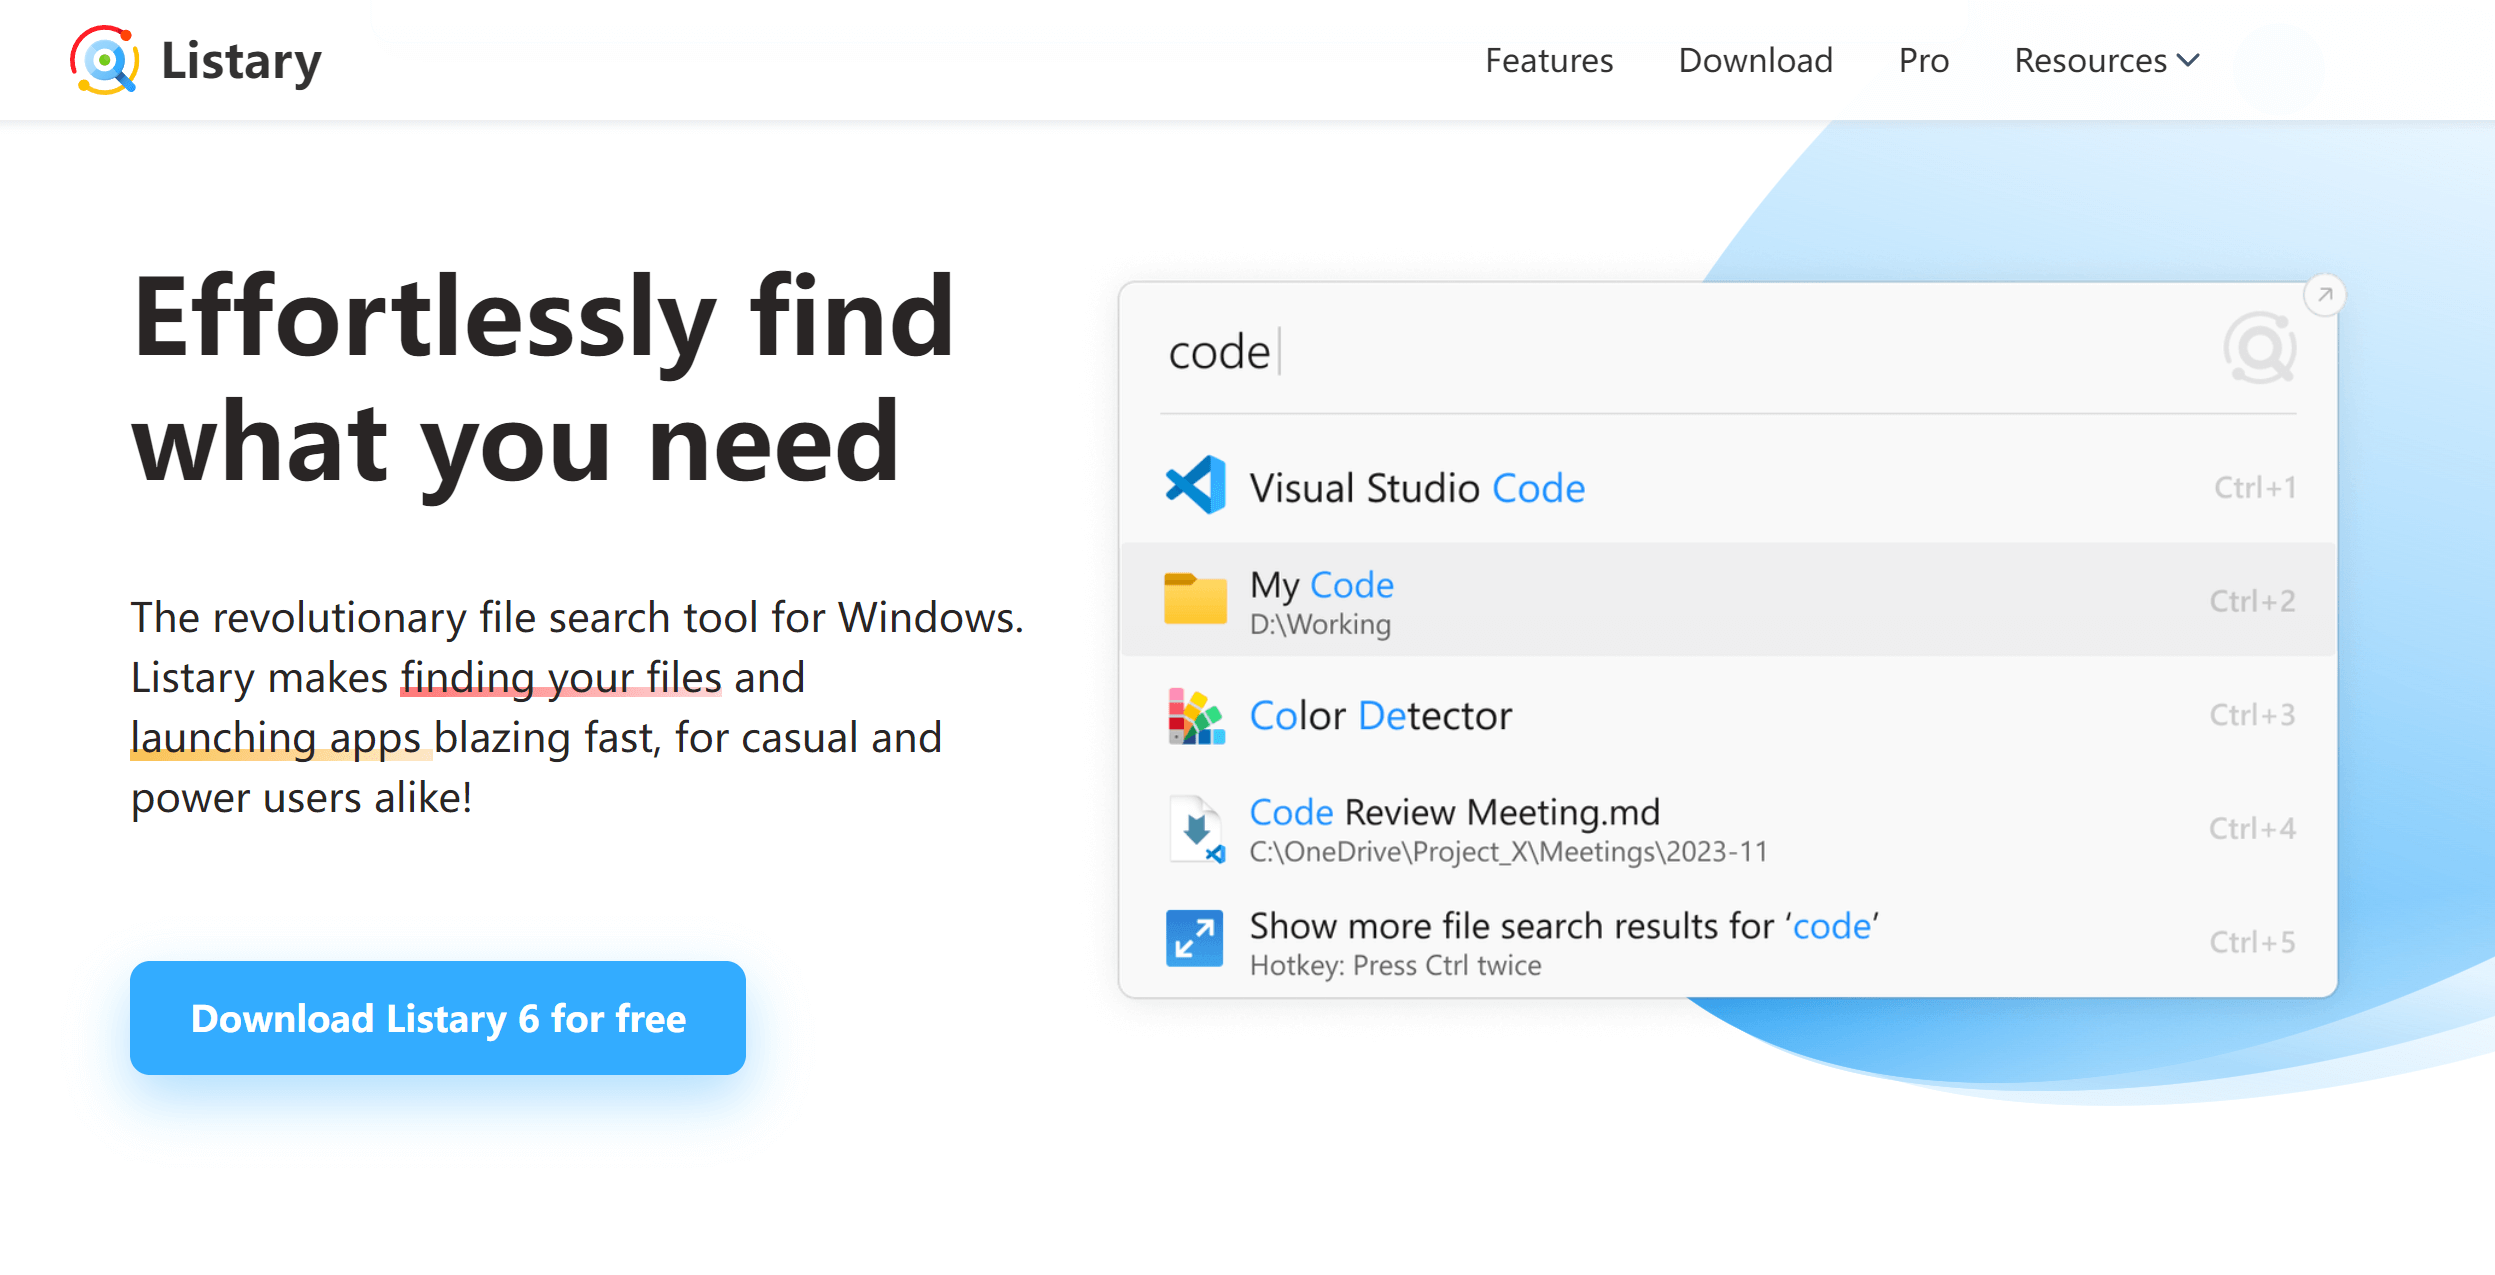 Listary
Features Download Pro Resources
Effortlessly find
what you need
The revolutionary file search tool for Windows.
Listary makes finding your files and
launching apps blazing fast, for casual and
power users alike!
Download Listary 6 for free
code
Visual Studio Code Ctrl+1
My Code
D:\Working
Ctrl+2
Color Detector Ctrl+3
Code Review Meeting.md
C:\OneDrive\Project_X\Meetings\2023-11
Ctrl+4
Show more file search results for ‘code’
Hotkey: Press Ctrl twice
Ctrl+5